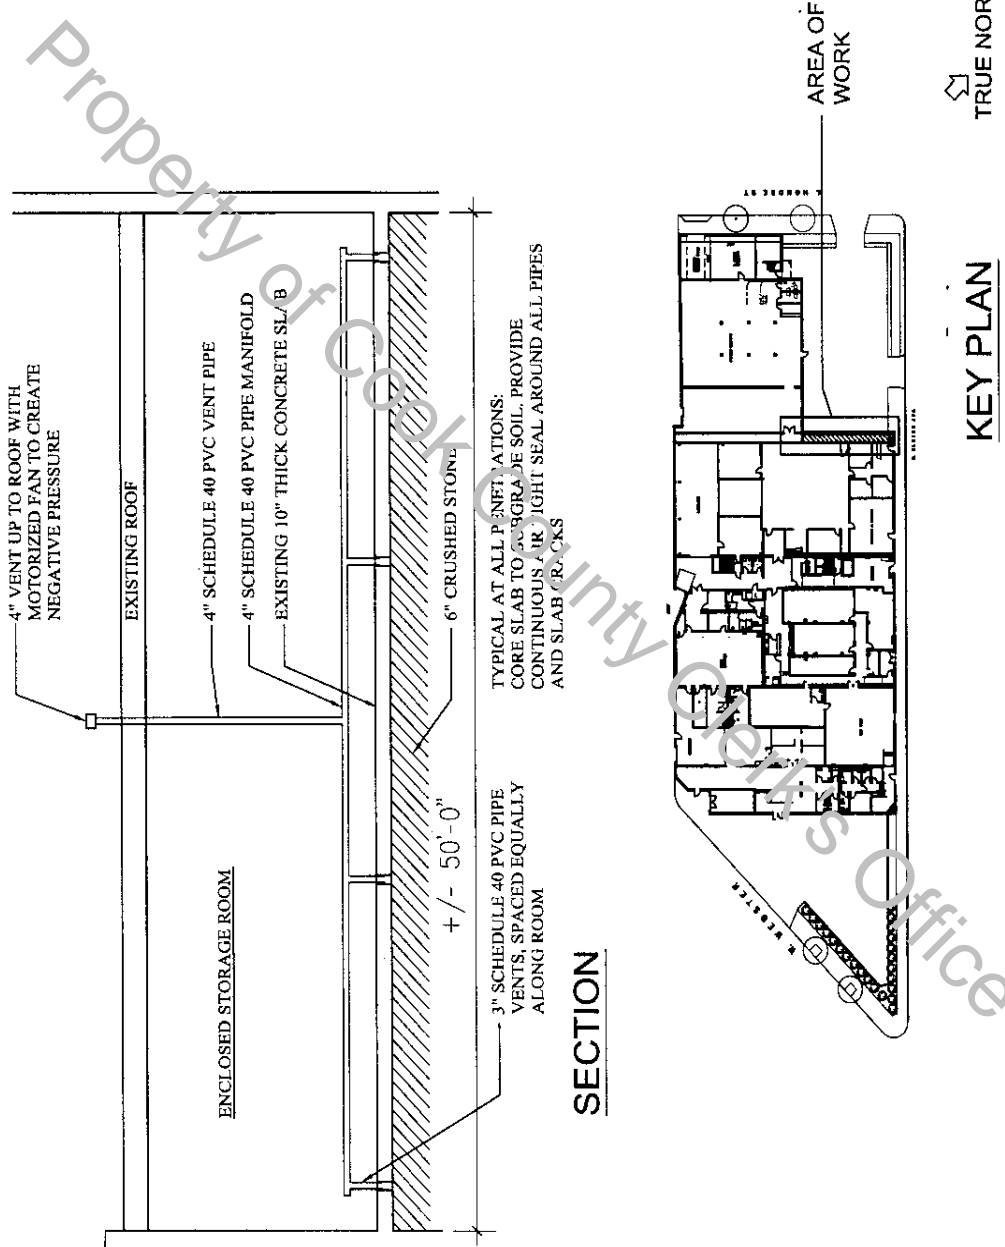 4" VENT UP TO ROOF WITH
MOTORIZED FAN TO CREATE
NEGATIVE PRESSURE
EXISTING ROOF
ENCLOSED STORAGE ROOM
4" SCHEDULE 40 PVC VENT PIPE
4" SCHEDULE 40 PVC PIPE MANIFOLD
EXISTING 10" THICK CONCRETE SLAB
6" CRUSHED STONE
+/- 50'-0"
TYPICAL AT ALL PENETRATIONS:
CORE SLAB TO SUBGRADE SOIL, PROVIDE
CONTINUOUS AIR TIGHT SEAL AROUND ALL PIPES
AND SLAB CRACKS
3" SCHEDULE 40 PVC PIPE
VENTS, SPACED EQUALLY
ALONG ROOM
SECTION
AREA OF
WORK
W. WEBSTER
KEY PLAN
TRUE NOR
Property of Cook County Clerk's Office